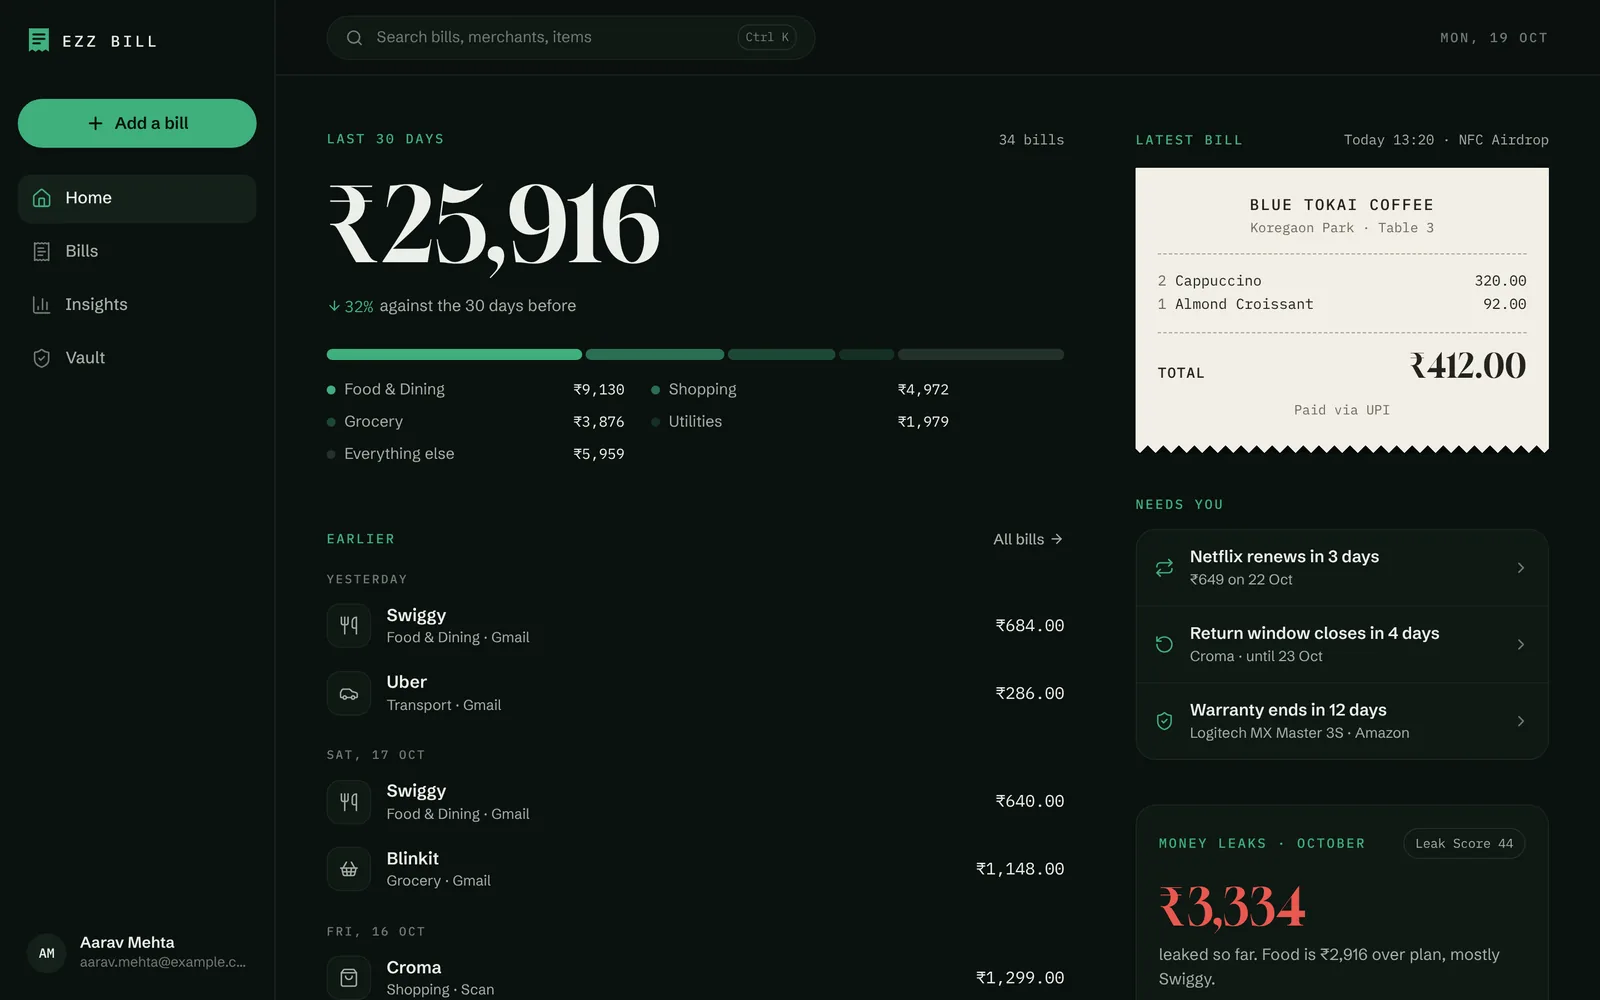 EZZ BILL
Add a bill
Home
Bills
Insights
Vault
AM
Aarav Mehta
aarav.mehta@example.c...
Search bills, merchants, items
Ctrl K
MON, 19 OCT
LAST 30 DAYS
34 bills
₹25,916
↓ 32% against the 30 days before
Food & Dining ₹9,130
Shopping ₹4,972
Grocery ₹3,876
Utilities ₹1,979
Everything else ₹5,959
EARLIER
All bills →
YESTERDAY
Swiggy
Food & Dining · Gmail
₹684.00
Uber
Transport · Gmail
₹286.00
SAT, 17 OCT
Swiggy
Food & Dining · Gmail
₹640.00
Blinkit
Grocery · Gmail
₹1,148.00
FRI, 16 OCT
Croma
Shopping · Scan
₹1,299.00
LATEST BILL
Today 13:20 · NFC Airdrop
BLUE TOKAI COFFEE
Koregaon Park · Table 3
2 Cappuccino 320.00
1 Almond Croissant 92.00
TOTAL ₹412.00
Paid via UPI
NEEDS YOU
Netflix renews in 3 days
₹649 on 22 Oct
Return window closes in 4 days
Croma · until 23 Oct
Warranty ends in 12 days
Logitech MX Master 3S · Amazon
MONEY LEAKS · OCTOBER
Leak Score 44
₹3,334
leaked so far. Food is ₹2,916 over plan, mostly
Swiggy.